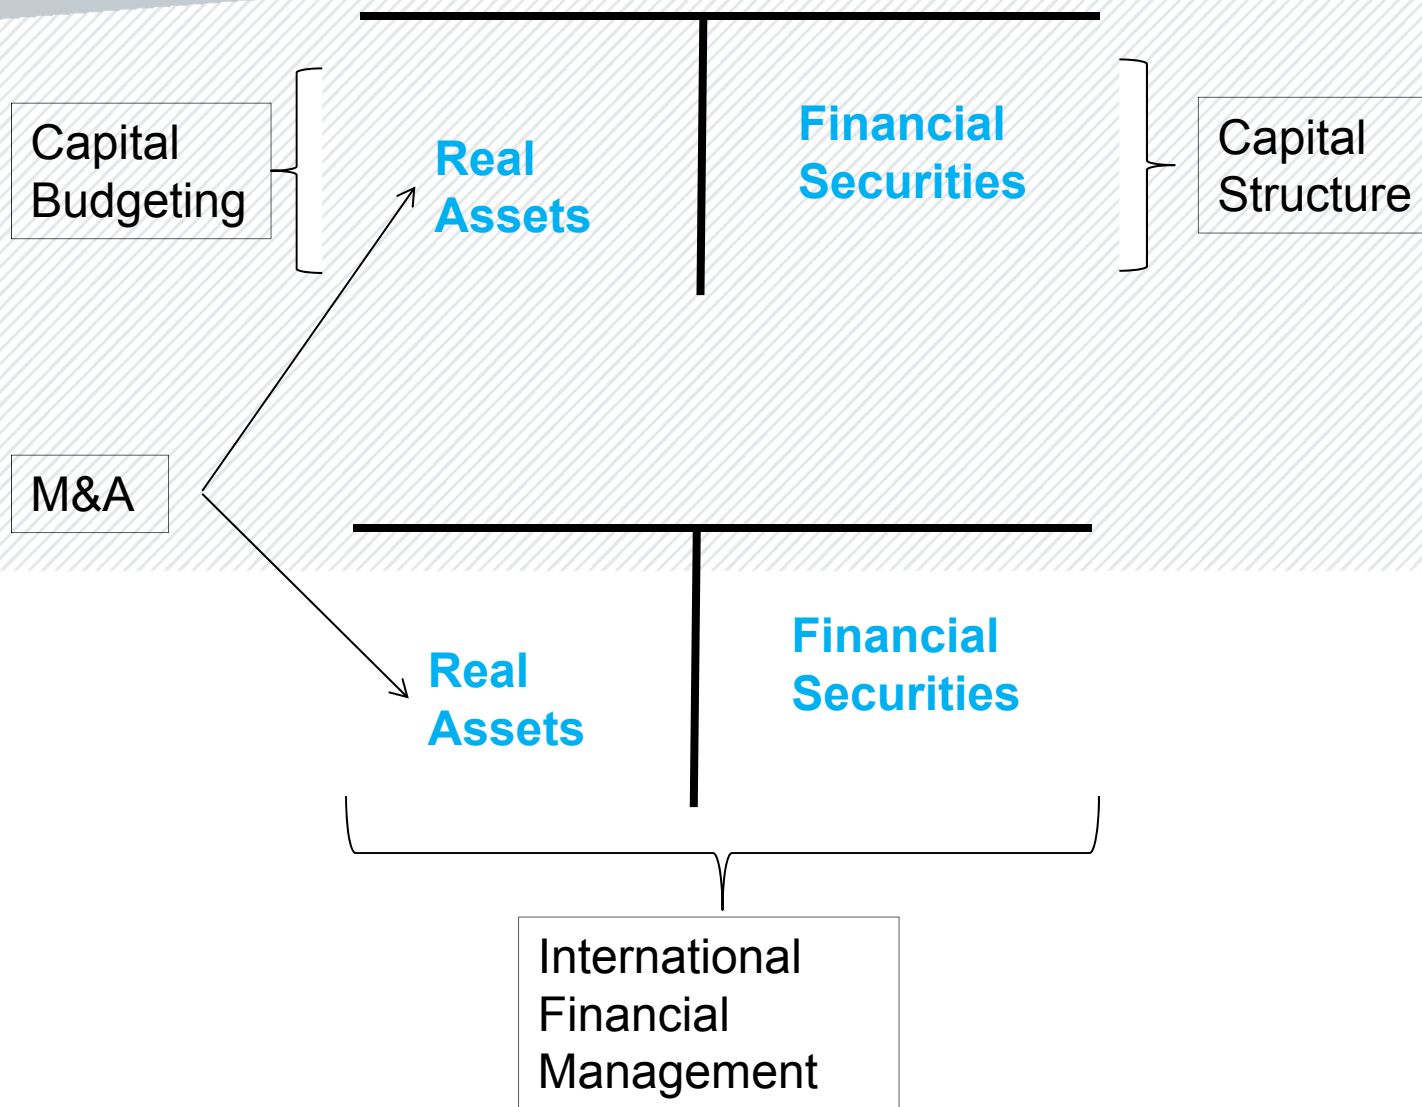 Capital
Budgeting
Real
Assets
Financial
Securities
Capital
Structure
M&A
Real
Assets
Financial
Securities
International
Financial
Management